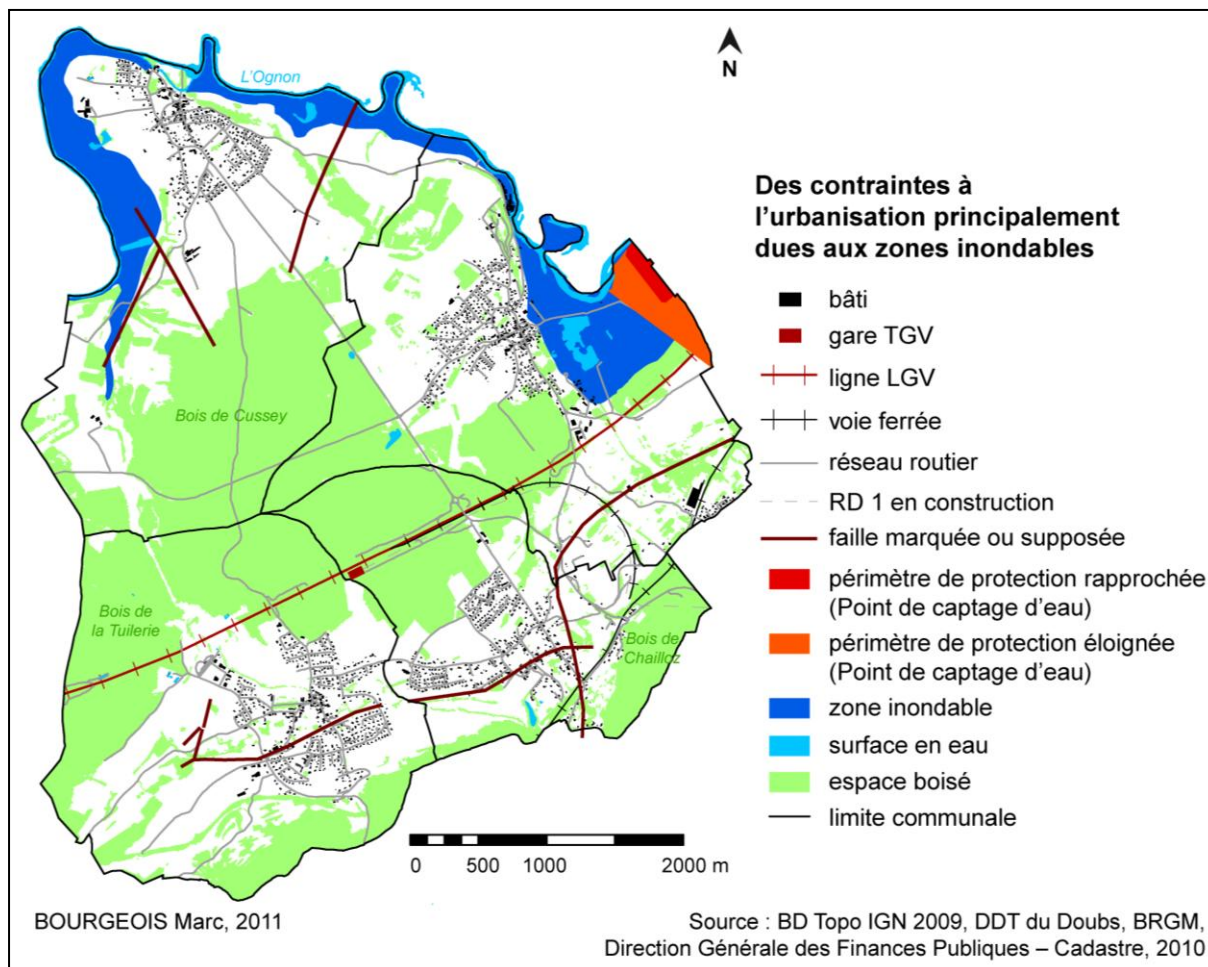 L'Ognon
N
Des contraintes à
l'urbanisation principalement
dues aux zones inondables
bâti
gare TGV
ligne LGV
voie ferrée
réseau routier
RD 1 en construction
faille marquée ou supposée
périmètre de protection rapprochée
(Point de captage d'eau)
périmètre de protection éloignée
(Point de captage d'eau)
zone inondable
surface en eau
espace boisé
limite communale
Bois de Cussey
Bois de
la Tuilerie
Bois de
Chailloz
0 500 1000 2000 m
BOURGEOIS Marc, 2011
Source : BD Topo IGN 2009, DDT du Doubs, BRGM,
Direction Générale des Finances Publiques – Cadastre, 2010